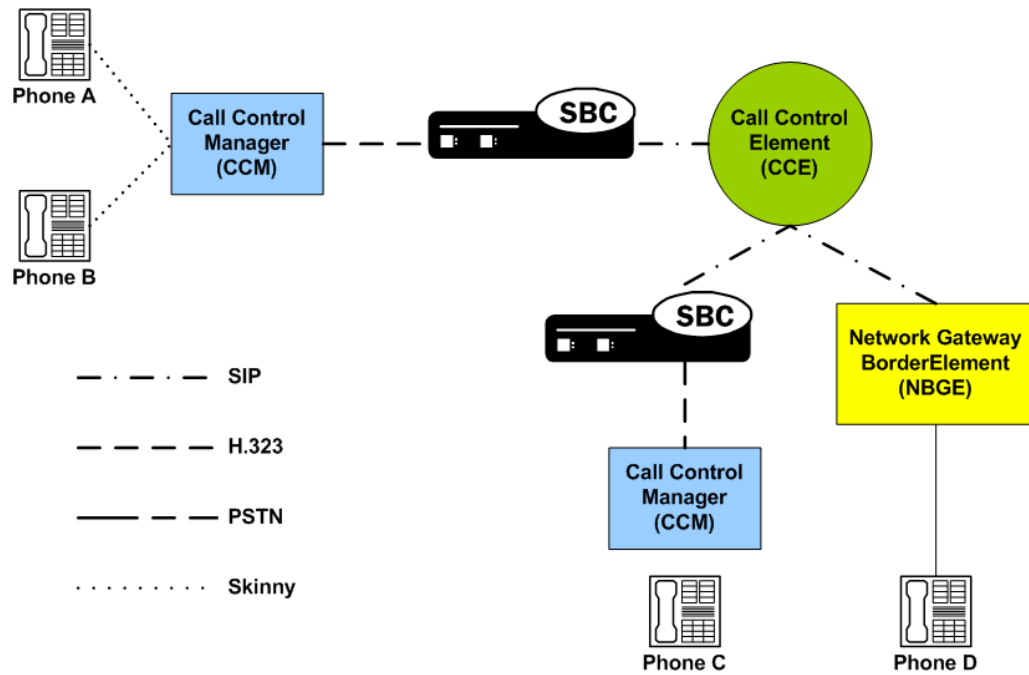 Phone A
Call Control
Manager
(CCM)
SBC
Call Control
Element
(CCE)
Phone B
SBC
Network Gateway
BorderElement
(NBGE)
SIP
H.323
Call Control
Manager
(CCM)
PSTN
Skinny
Phone C
Phone D